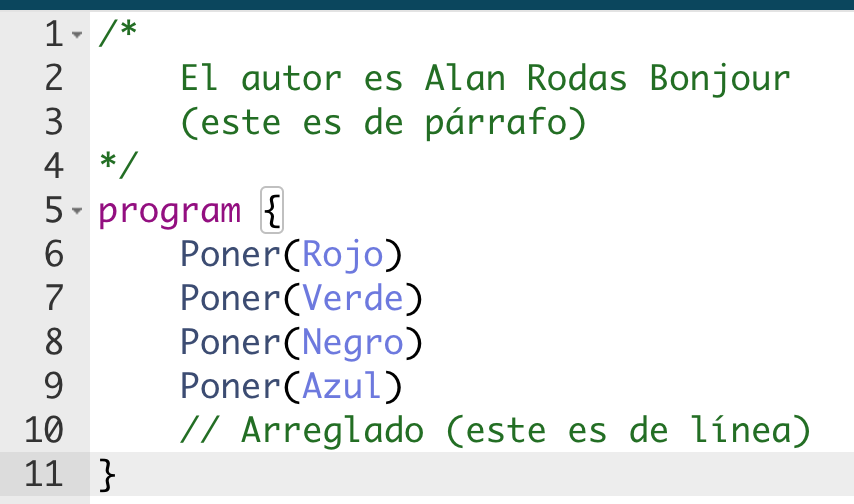 1 /*
2 El autor es Alan Rodas Bonjour
3 (este es de párrafo)
4 */
5 program {
6 Poner(Rojo)
7 Poner(Verde)
8 Poner(Negro)
9 Poner(Azul)
10 // Arreglado (este es de línea)
11 }